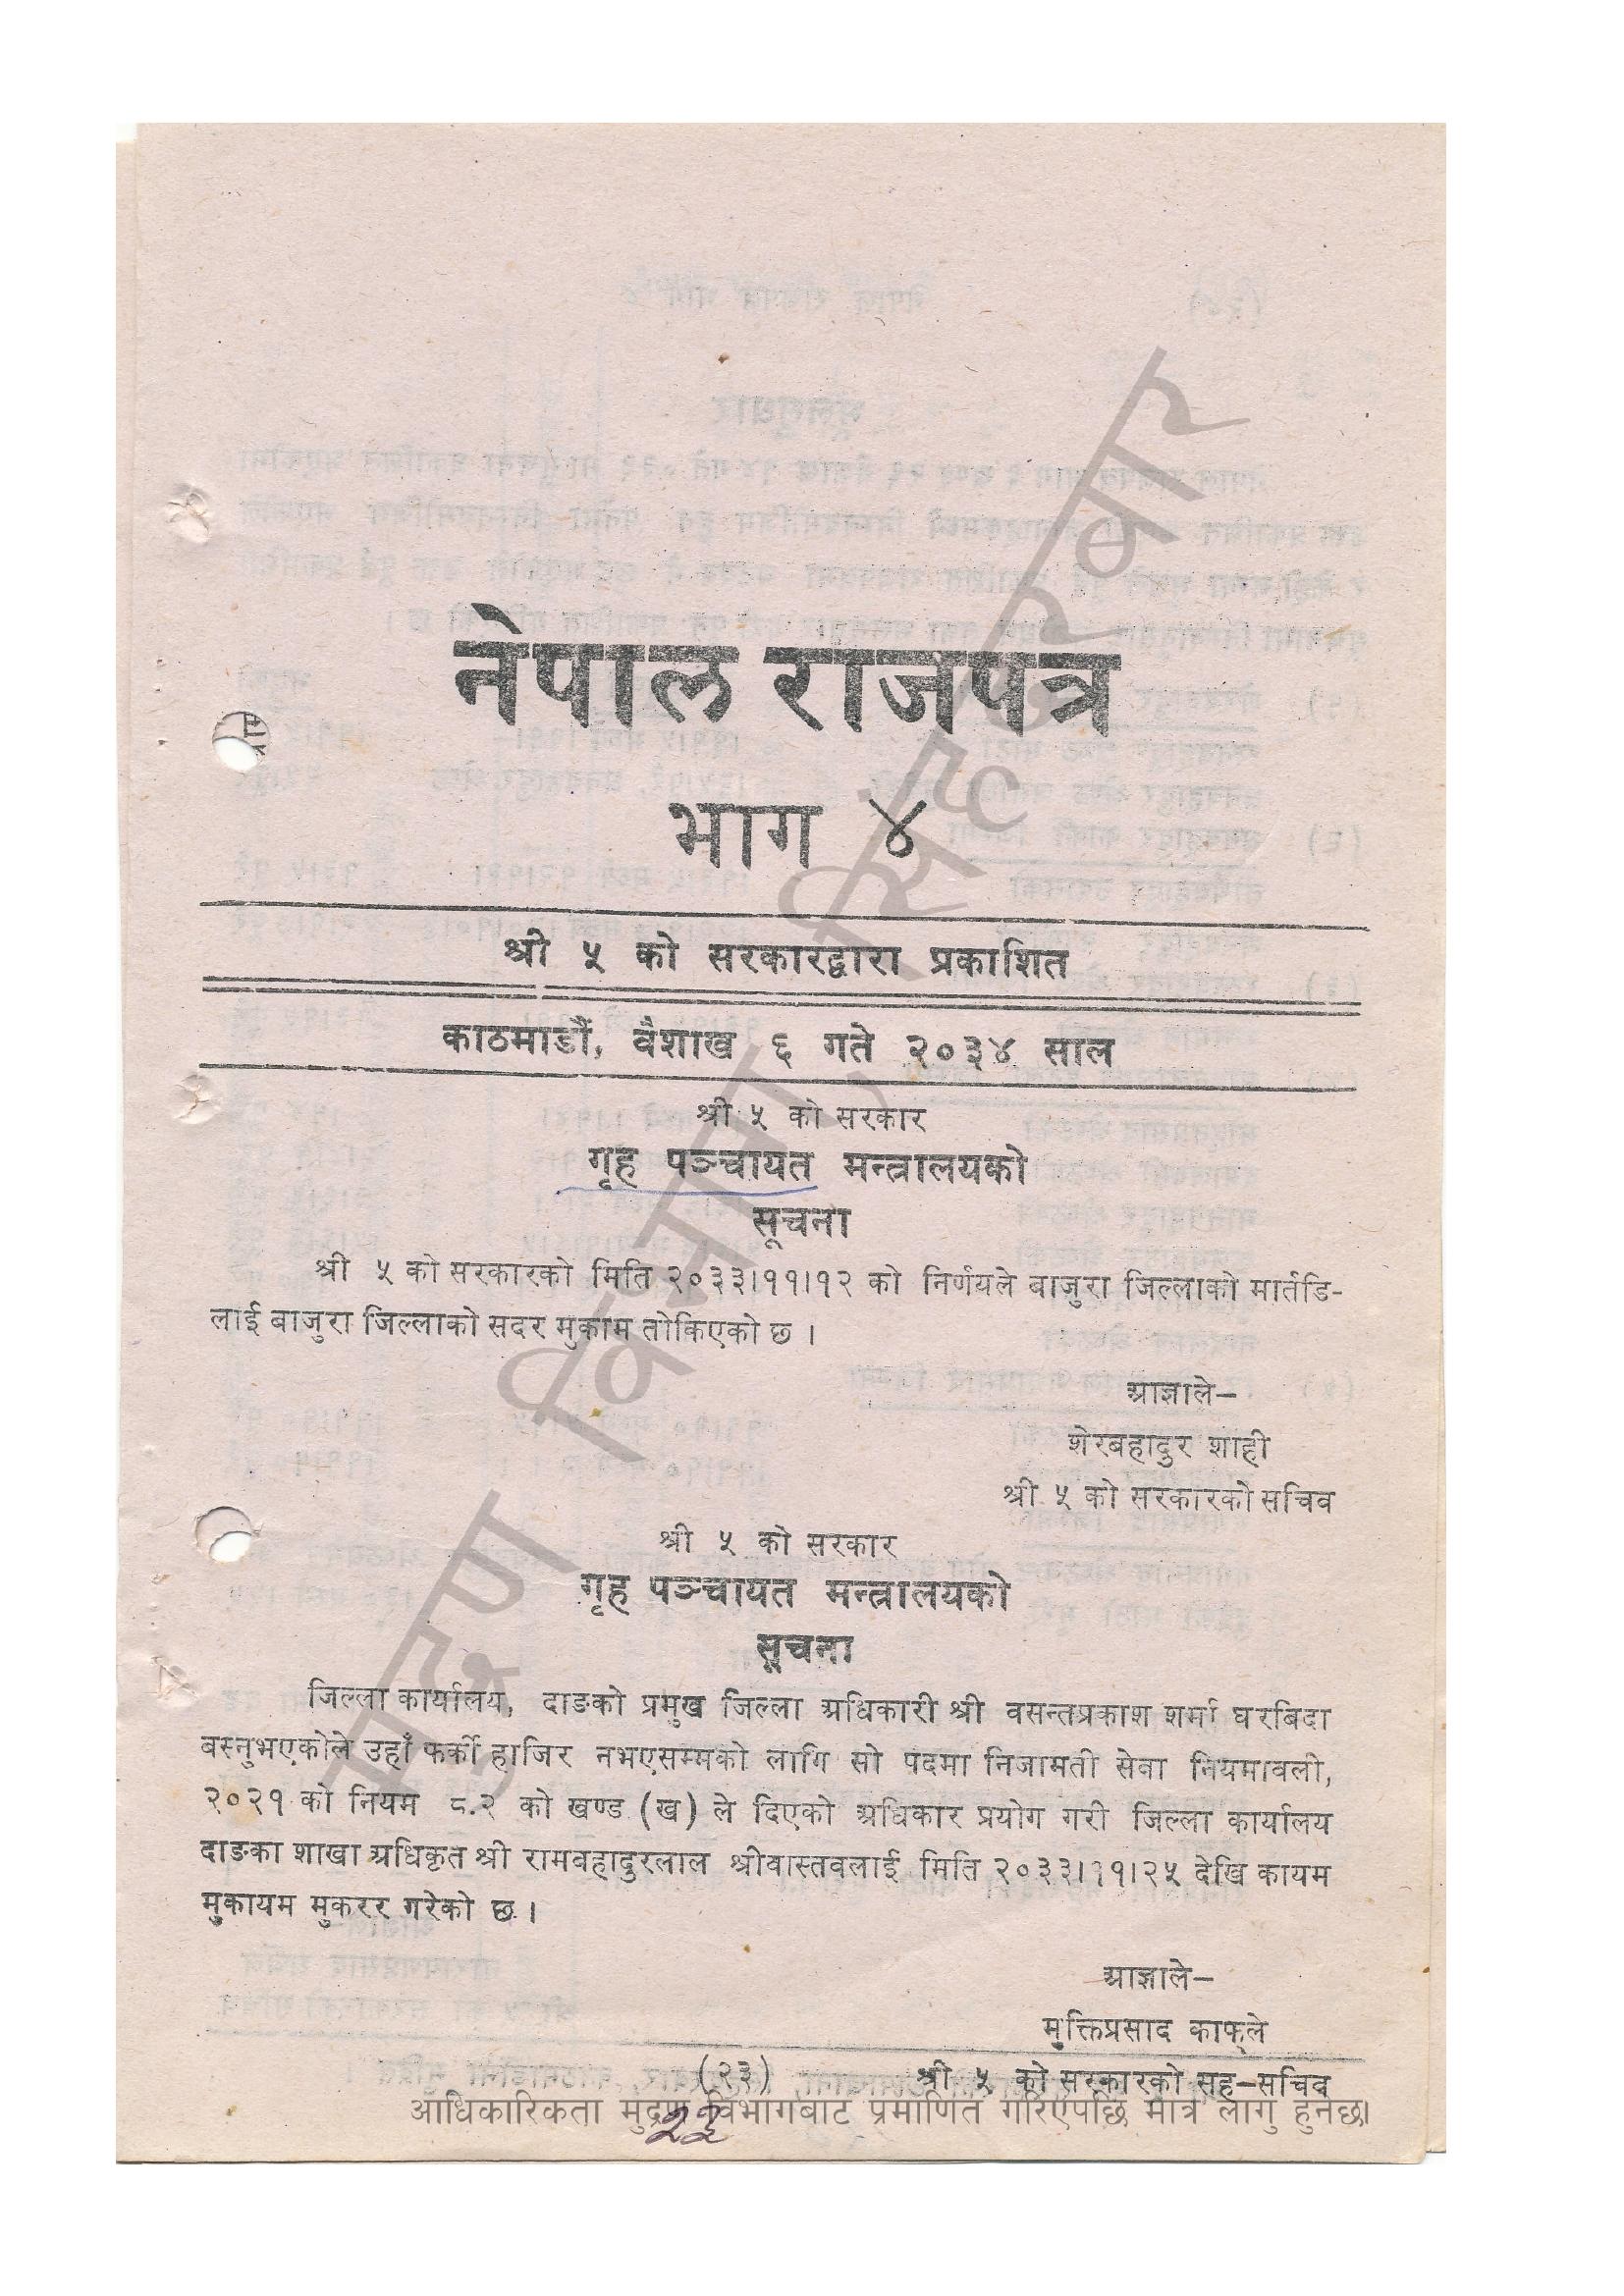 नेपाल राजपत्र
भाग ४
श्री ५ को सरकारद्वारा प्रकाशित
काठमाडौं, वैशाख ६ गते २०३४ साल
श्री ५ को सरकार
गृह पञ्चायत मन्त्रालयको
सूचना
श्री ५ को सरकारको मिति २०३३।११।१२ को निर्णयले बाजुरा जिल्लाको मार्तडि-
लाई बाजुरा जिल्लाको सदर मुकाम तोकिएको छ ।
आज्ञाले–
शेरबहादुर शाही
श्री ५ को सरकारको सचिव
श्री ५ को सरकार
गृह पञ्चायत मन्त्रालयको
सूचना
जिल्ला कार्यालय, दाङको प्रमुख जिल्ला अधिकारी श्री वसन्तप्रकाश शर्मा घरबिदा
बस्नुभएकोले उहाँ फर्की हाजिर नभएसम्मको लागि सो पदमा निजामती सेवा नियमावली,
२०२१ को नियम ८.२ को खण्ड (ख) ले दिएको अधिकार प्रयोग गरी जिल्ला कार्यालय
दाङका शाखा अधिकृत श्री रामबहादुरलाल श्रीवास्तवलाई मिति २०३३।११।२५ देखि कायम
मुकायम मुकरर गरेको छ ।
आज्ञाले–
मुक्तिप्रसाद काफ्ले
श्री ५ को सरकारको सह-सचिव
(२३)
आधिकारिकता मुद्रण विभागबाट प्रमाणित गरिएपछि मात्र लागु हुनेछ।
मुद्रण विभाग, सिंहदरबार